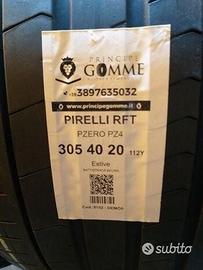 PRINCIPE
GOMME
3897635032
www.principegomme.it
PIRELLI RFT
PZERO PZ4
305 40 20 112Y
Estive
subito